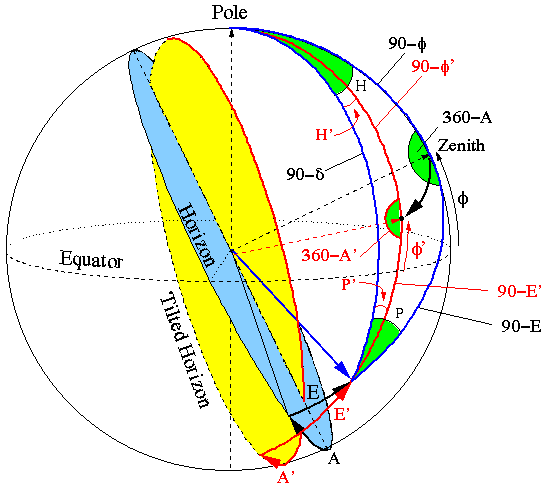 Pole
90−ϕ
90−ϕ'
H
360−A
H'
Zenith
90−δ
ϕ
Horizon
Equator
360−A'
ϕ'
P'
90−E'
P
90−E
Tilted Horizon
E
E'
A
A'